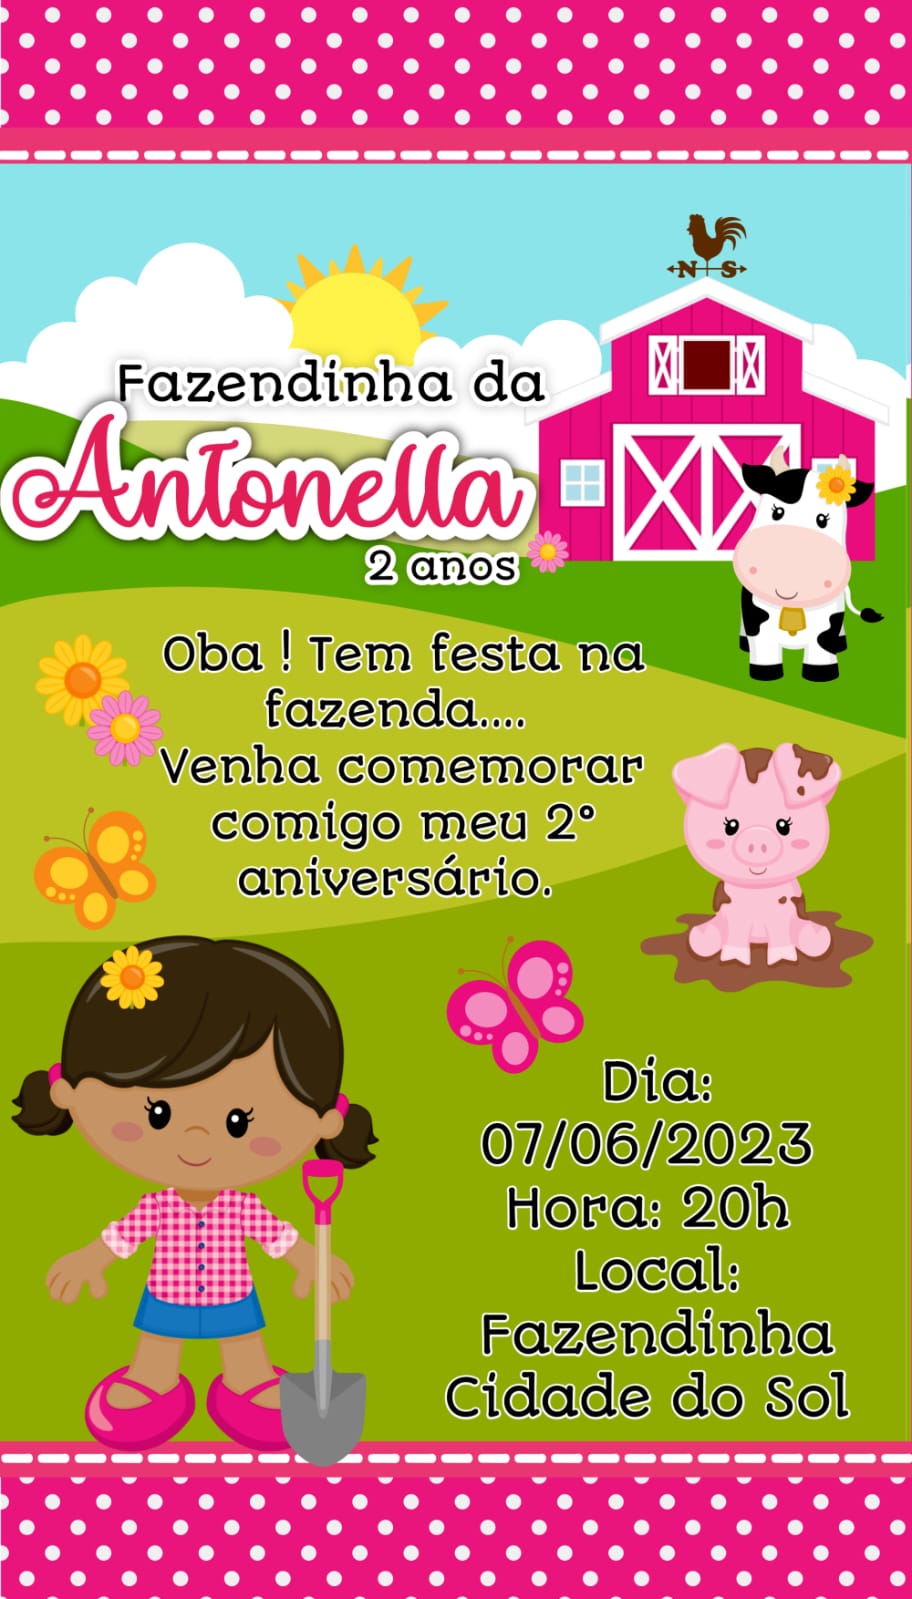 N S
Fazendinha da
Antonella
2 anos
Oba ! Tem festa na
fazenda....
Venha comemorar
comigo meu 2°
aniversário.
Dia:
07/06/2023
Hora: 20h
Local:
Fazendinha
Cidade do Sol